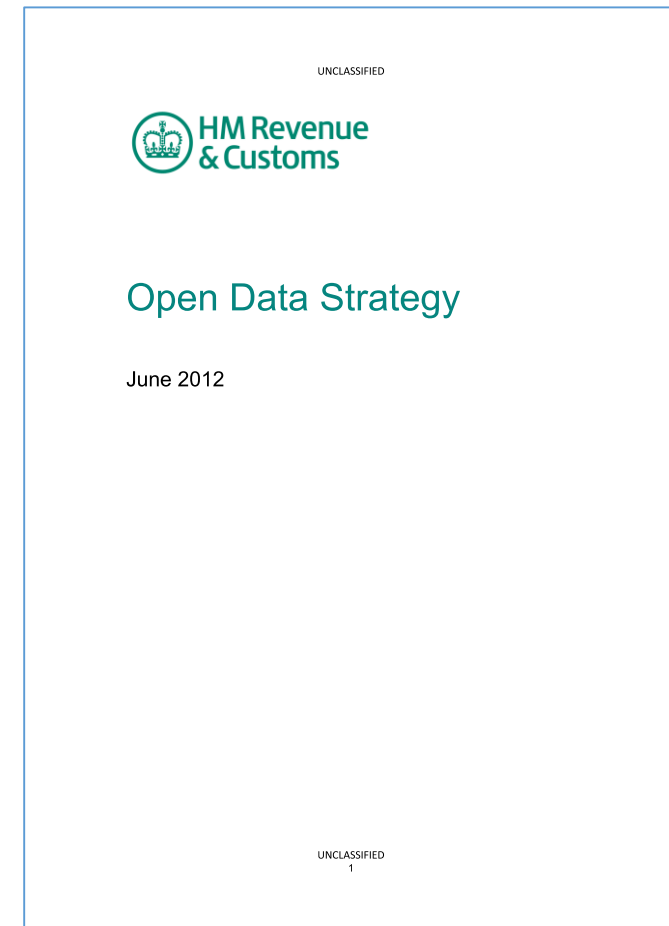 UNCLASSIFIED
HM Revenue
& Customs
Open Data Strategy
June 2012
UNCLASSIFIED
1